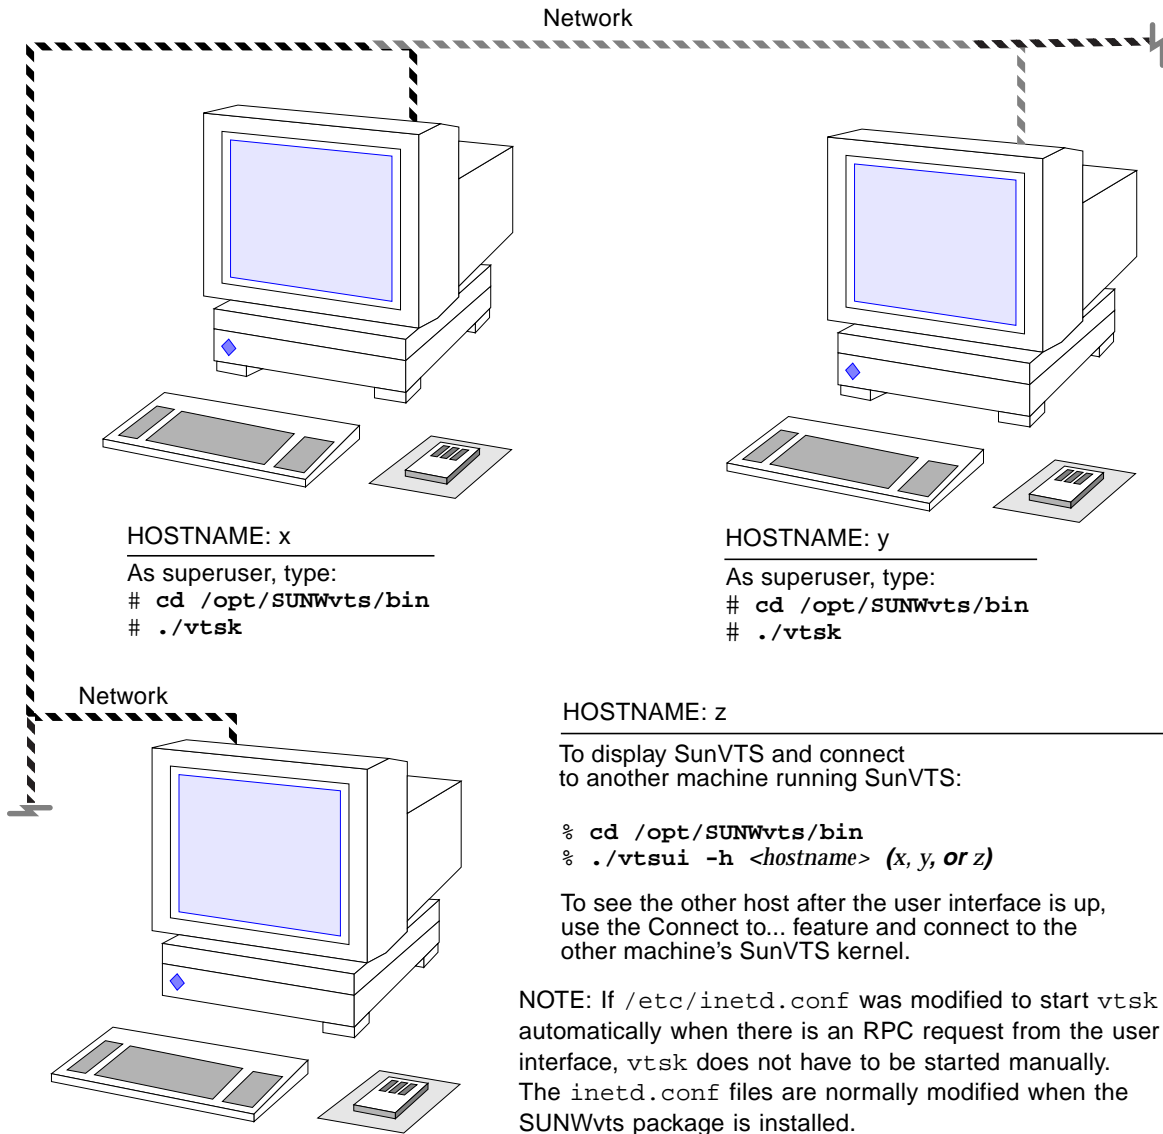 Network
HOSTNAME: x
As superuser, type:
# cd /opt/SUNWvts/bin
# ./vtsk
HOSTNAME: y
As superuser, type:
# cd /opt/SUNWvts/bin
# ./vtsk
Network
HOSTNAME: z
To display SunVTS and connect
to another machine running SunVTS:
% cd /opt/SUNWvts/bin
% ./vtsui -h <hostname> (x, y, or z)
To see the other host after the user interface is up,
use the Connect to... feature and connect to the
other machine's SunVTS kernel.
NOTE: If /etc/inetd.conf was modified to start vtsk
automatically when there is an RPC request from the user
interface, vtsk does not have to be started manually.
The inetd.conf files are normally modified when the
SUNWvts package is installed.